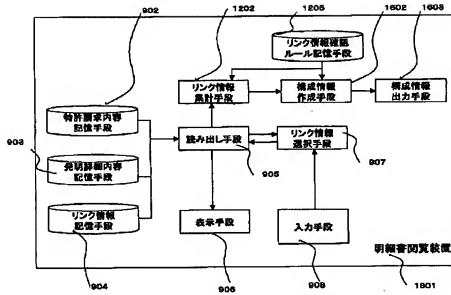 902
1202
1205
1602
1603
リンク情報確認
ルール記憶手段
リンク情報
集計手段
構成情報
作成手段
構成情報
出力手段
特許請求内容
記憶手段
903
発明詳細内容
記憶手段
読み出し手段
リンク情報
選択手段
905
907
リンク情報
記憶手段
表示手段
入力手段
904
906
908
明細書閲覧装置
1601